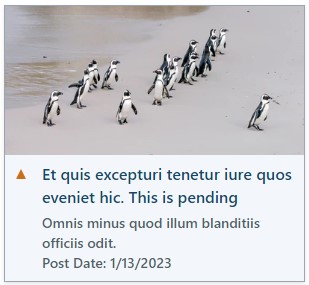 Et quis excepturi tenetur iure quos
eveniet hic. This is pending
Omnis minus quod illum blanditiis
officiis odit.
Post Date: 1/13/2023